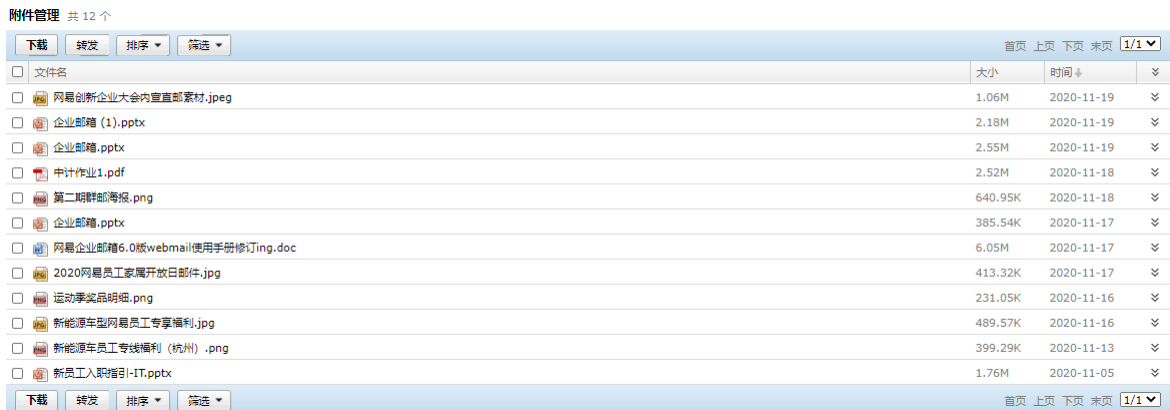 附件管理 共 12 个
下载 转发 排序 筛选 首页 上页 下页 末页 1/1
文件名 大小 时间
网易创新企业大会内宣直邮素材.jpeg 1.06M 2020-11-19
企业邮箱 (1).pptx 2.18M 2020-11-19
企业邮箱.pptx 2.55M 2020-11-19
中计作业1.pdf 2.52M 2020-11-18
第二期群邮海报.png 640.95K 2020-11-18
企业邮箱.pptx 385.54K 2020-11-17
网易企业邮箱6.0版webmail使用手册修订ing.doc 6.05M 2020-11-17
2020网易员工家属开放日邮件.jpg 413.32K 2020-11-17
运动季奖品明细.png 231.05K 2020-11-16
新能源车型网易员工专享福利.jpg 489.57K 2020-11-16
新能源车员工专线福利（杭州）.png 399.29K 2020-11-13
新员工入职指引-IT.pptx 1.76M 2020-11-05
下载 转发 排序 筛选 首页 上页 下页 末页 1/1